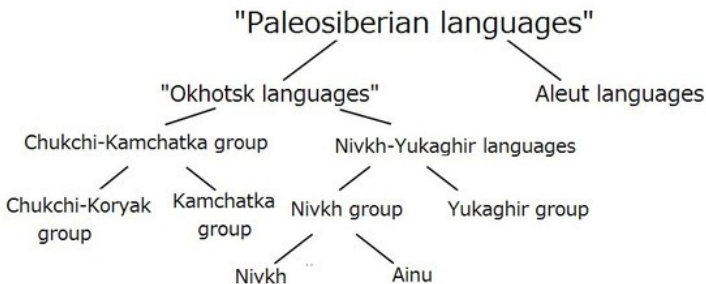 "Paleosiberian languages"
"Okhotsk languages"
Aleut languages
Chukchi-Kamchatka group
Nivkh-Yukaghir languages
Chukchi-Koryak
group
Kamchatka
group
Nivkh group
Yukaghir group
Nivkh
Ainu